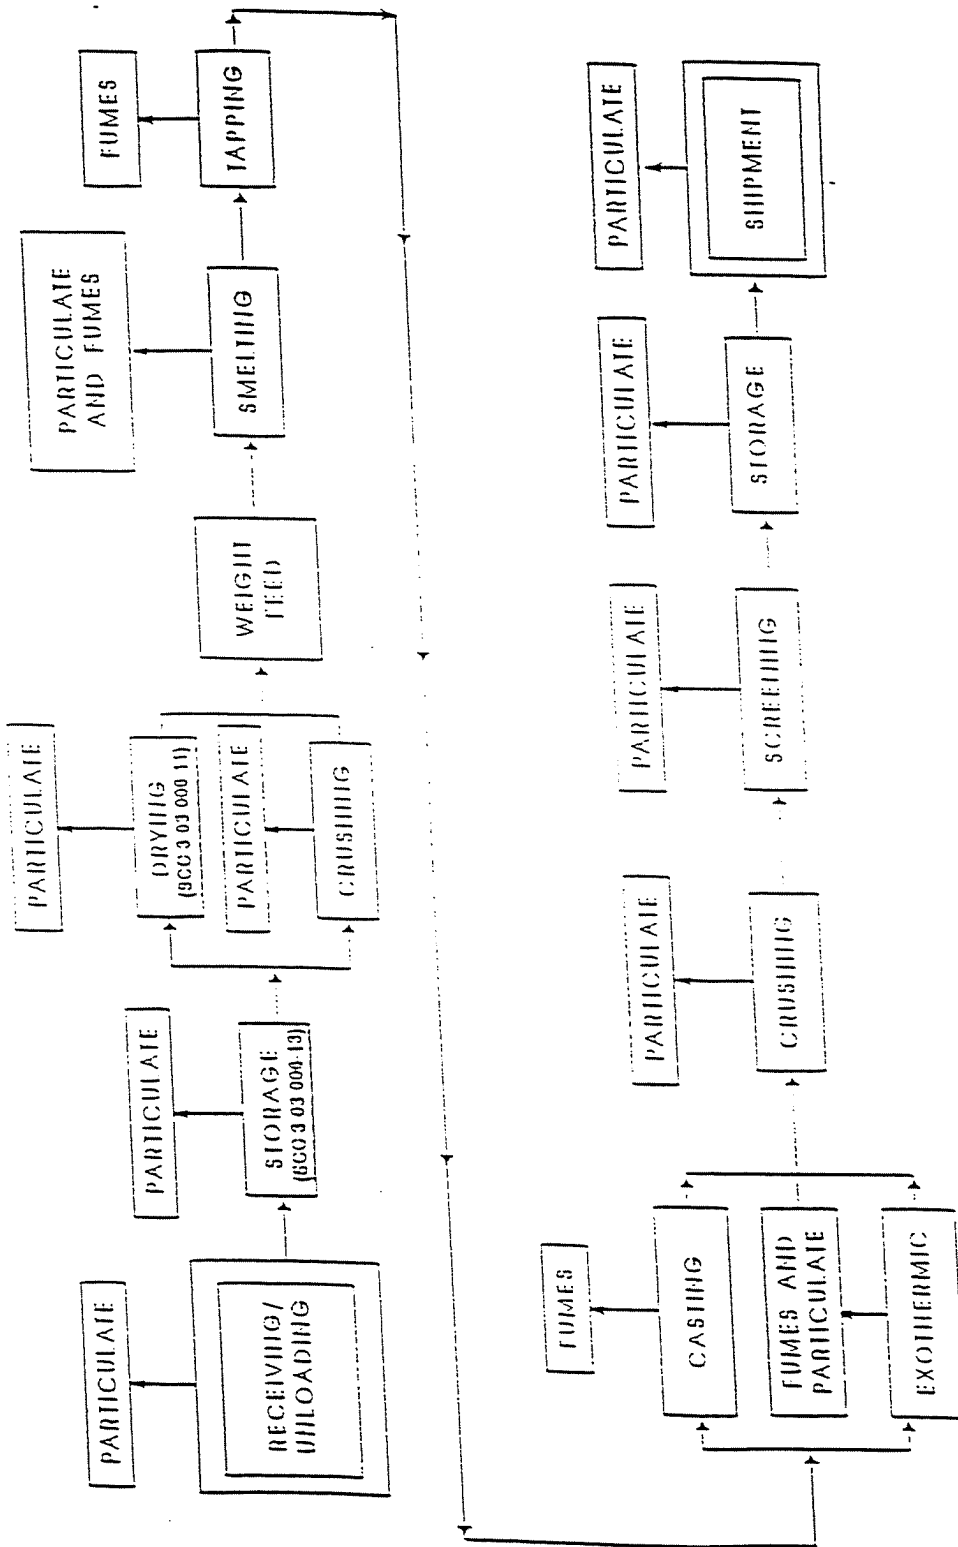 PARTICULATE
RECEIVING/
UNLOADING
PARTICULATE
STORAGE
(SCC 3 03 006-13)
PARTICULATE
DRYING
(SCC 3 03 006 11)
PARTICULATE
CRUSHING
WEIGHT
FEED
PARTICULATE
AND FUMES
SMELTING
FUMES
TAPPING
FUMES
CASTING
FUMES AND
PARTICULATE
EXOTHERMIC
PARTICULATE
CRUSHING
PARTICULATE
SCREENING
PARTICULATE
STORAGE
PARTICULATE
SHIPMENT